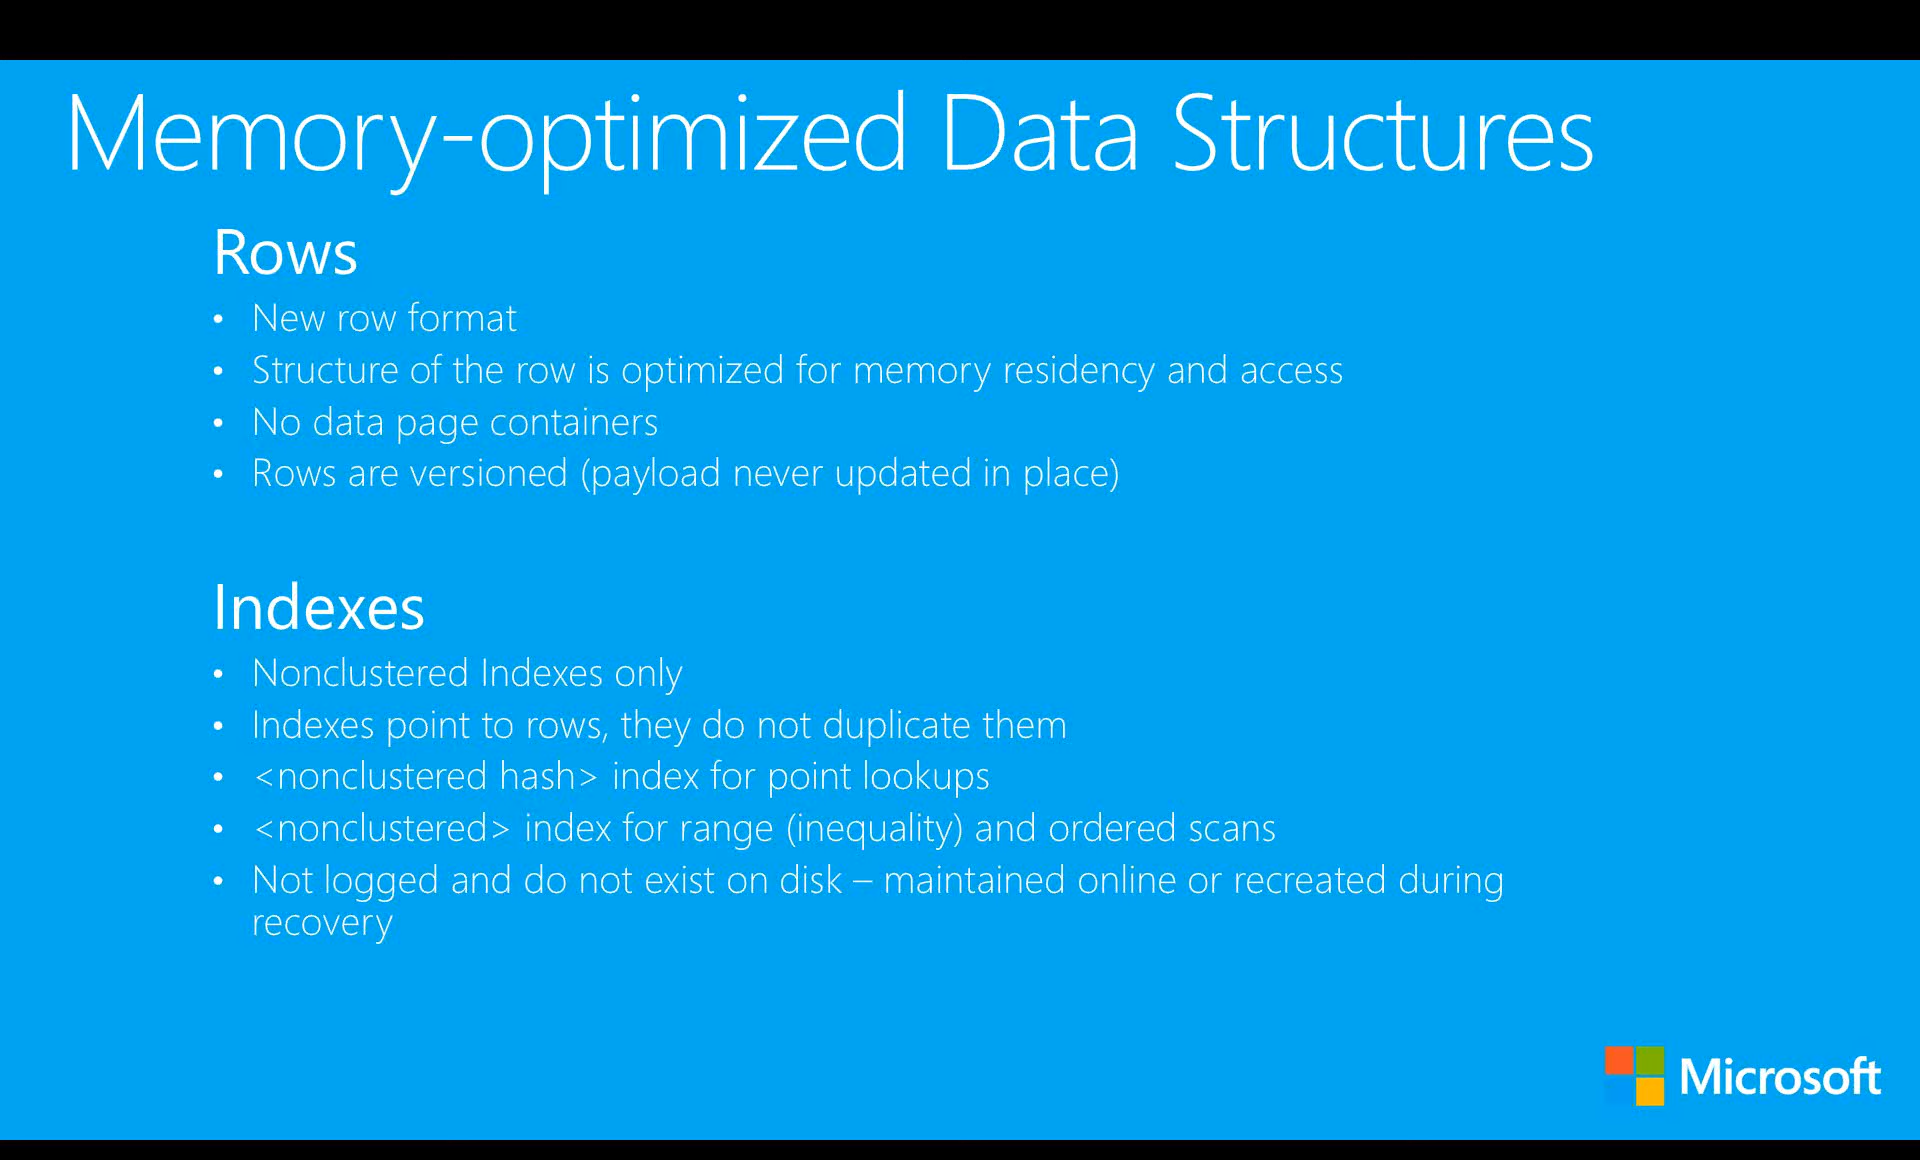 Memory-optimized Data Structures
Rows
• New row format
• Structure of the row is optimized for memory residency and access
• No data page containers
• Rows are versioned (payload never updated in place)
Indexes
• Nonclustered Indexes only
• Indexes point to rows, they do not duplicate them
• <nonclustered hash> index for point lookups
• <nonclustered> index for range (inequality) and ordered scans
• Not logged and do not exist on disk – maintained online or recreated during
recovery
Microsoft